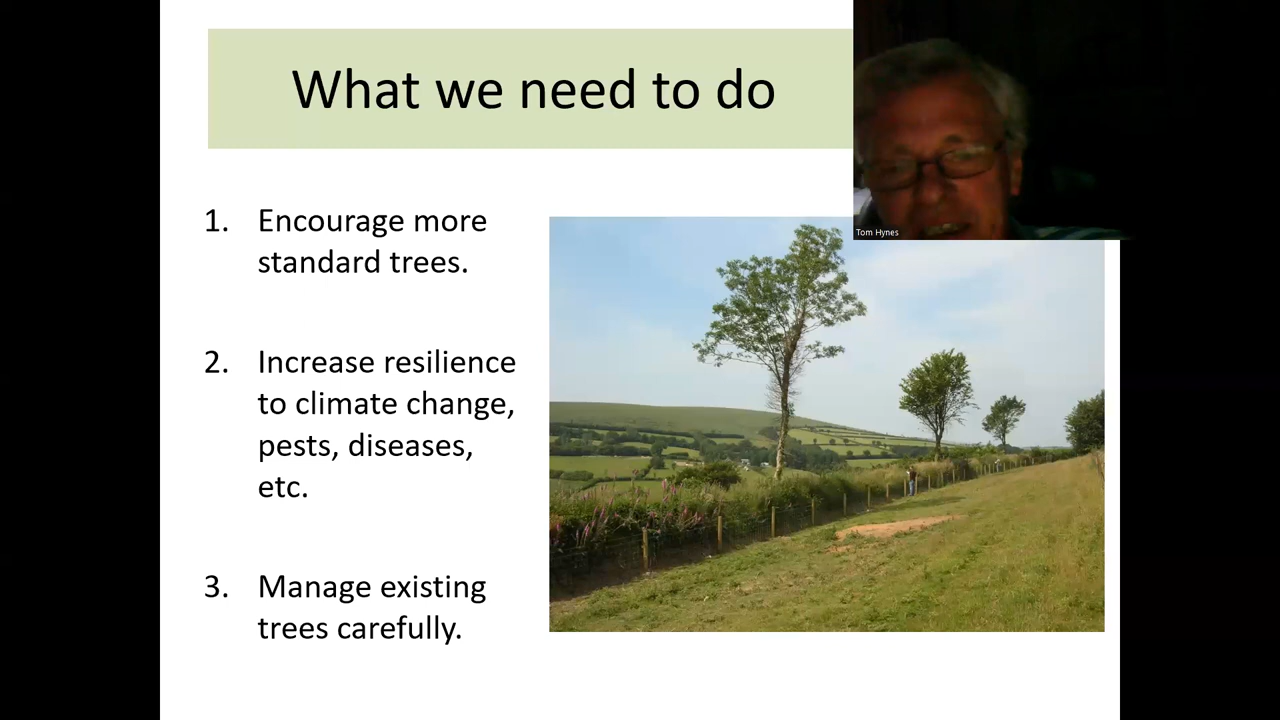 What we need to do
Tom Hynes
1. Encourage more
standard trees.
2. Increase resilience
to climate change,
pests, diseases,
etc.
3. Manage existing
trees carefully.